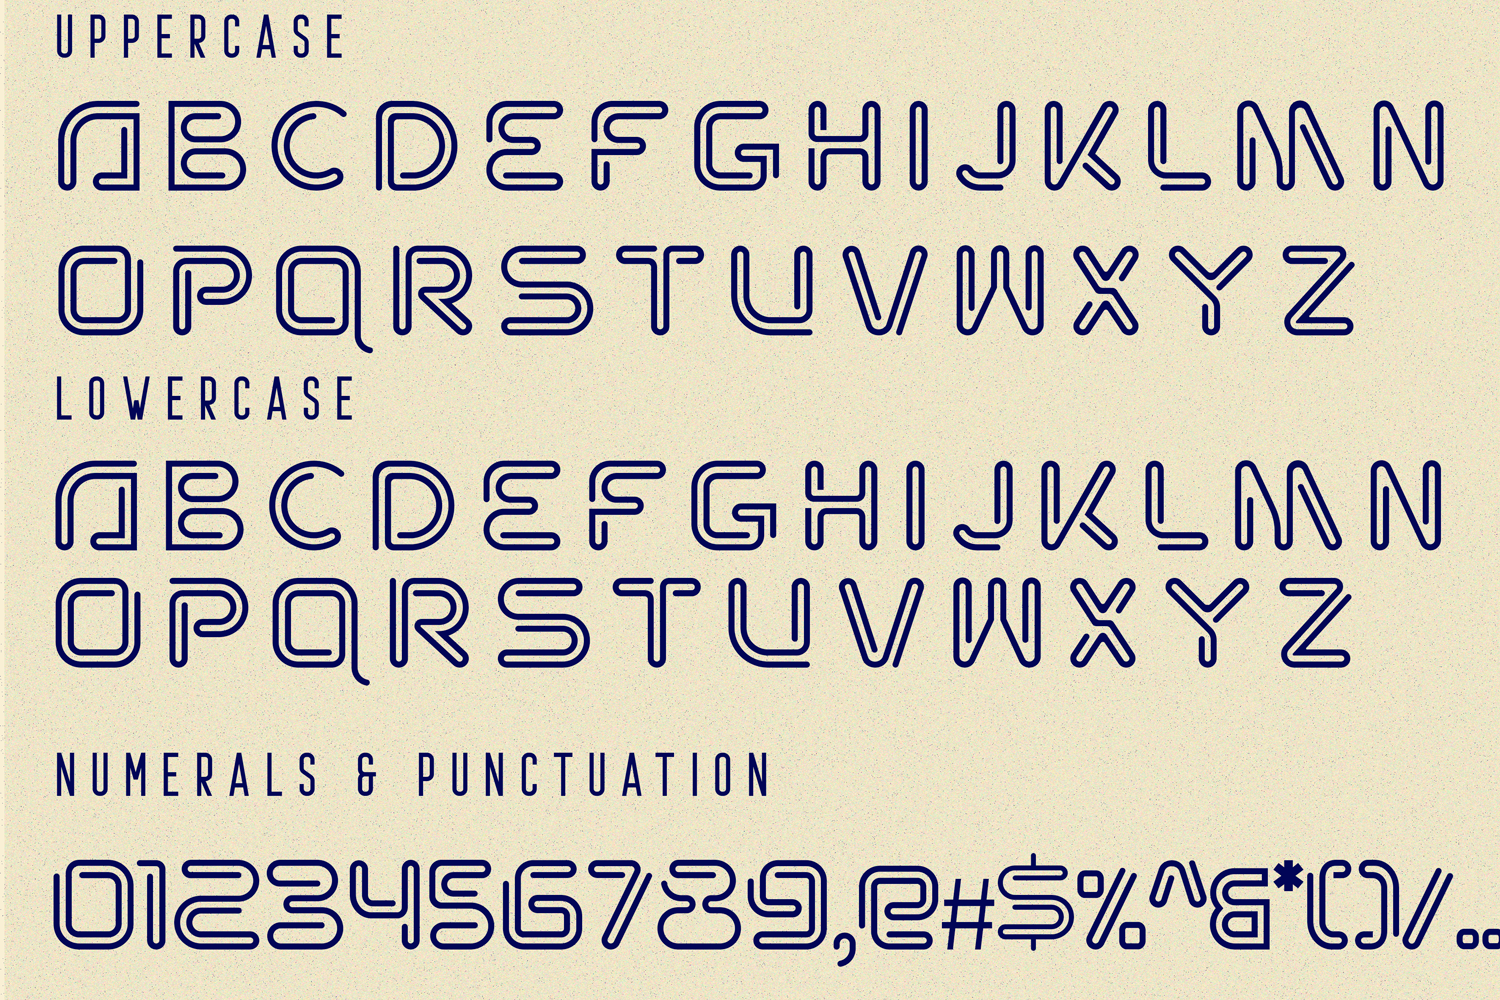 UPPERCASE
ABCDEFGHIJKLMN
OPQRSTUVWXYZ
LOWERCASE
ABCDEFGHIJKLMN
OPQRSTUVWXYZ
NUMERALS & PUNCTUATION
0123456789,@#$%^&*()/..